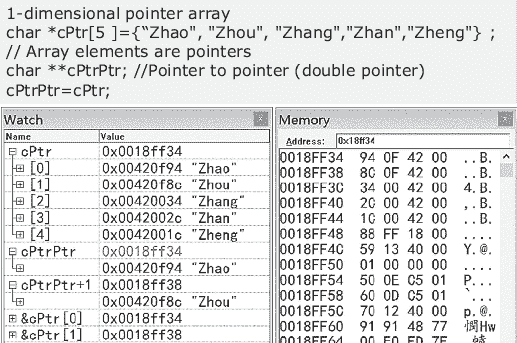 1-dimensional pointer array
char *cPtr[5 ]={“Zhao", "Zhou", "Zhang","Zhan","Zheng"} ;
// Array elements are pointers
char **cPtrPtr; //Pointer to pointer (double pointer)
cPtrPtr=cPtr;
Watch
Name Value
cPtr 0x0018ff34
[0] 0x00420f94 "Zhao"
[1] 0x00420f8c "Zhou"
[2] 0x00420034 "Zhang"
[3] 0x0042002c "Zhan"
[4] 0x0042001c "Zheng"
cPtrPtr 0x0018ff34
0x00420f94 "Zhao"
cPtrPtr+1 0x0018ff38
0x00420f8c "Zhou"
&cPtr[0] 0x0018ff34
&cPtr[1] 0x0018ff38
Memory
Address: 0x18ff34
0018FF34 94 0F 42 00 ..B.
0018FF38 8C 0F 42 00 ..B.
0018FF3C 34 00 42 00 4.B.
0018FF40 2C 00 42 00 ,.B.
0018FF44 1C 00 42 00 ..B.
0018FF48 88 FF 18 00 ....
0018FF4C 59 13 40 00 Y.@.
0018FF50 01 00 00 00 ....
0018FF54 50 0E C5 01 P...
0018FF58 60 0D C5 01 `...
0018FF5C 70 12 40 00 p.@.
0018FF60 91 91 48 77 Hw